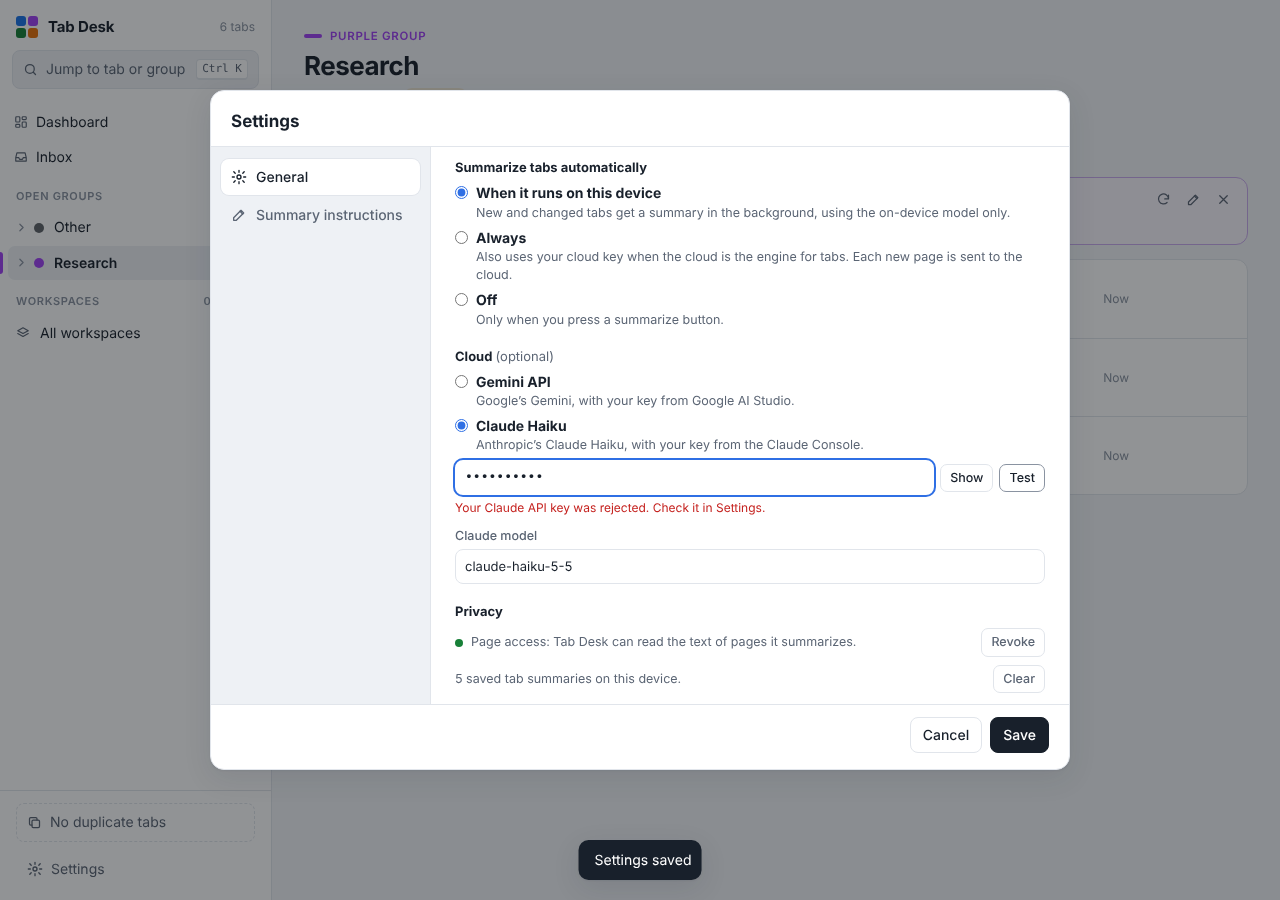 Tab Desk
6 tabs
Jump to tab or group
Ctrl K
Dashboard
Inbox
OPEN GROUPS
Other
Research
WORKSPACES
0
All workspaces
No duplicate tabs
Settings
PURPLE GROUP
Research
Now
Now
Now
Settings
General
Summary instructions
Summarize tabs automatically
When it runs on this device
New and changed tabs get a summary in the background, using the on-device model only.
Always
Also uses your cloud key when the cloud is the engine for tabs. Each new page is sent to the
cloud.
Off
Only when you press a summarize button.
Cloud (optional)
Gemini API
Google’s Gemini, with your key from Google AI Studio.
Claude Haiku
Anthropic’s Claude Haiku, with your key from the Claude Console.
••••••••••
Show
Test
Your Claude API key was rejected. Check it in Settings.
Claude model
claude-haiku-5-5
Privacy
Page access: Tab Desk can read the text of pages it summarizes.
Revoke
5 saved tab summaries on this device.
Clear
Cancel
Save
Settings saved